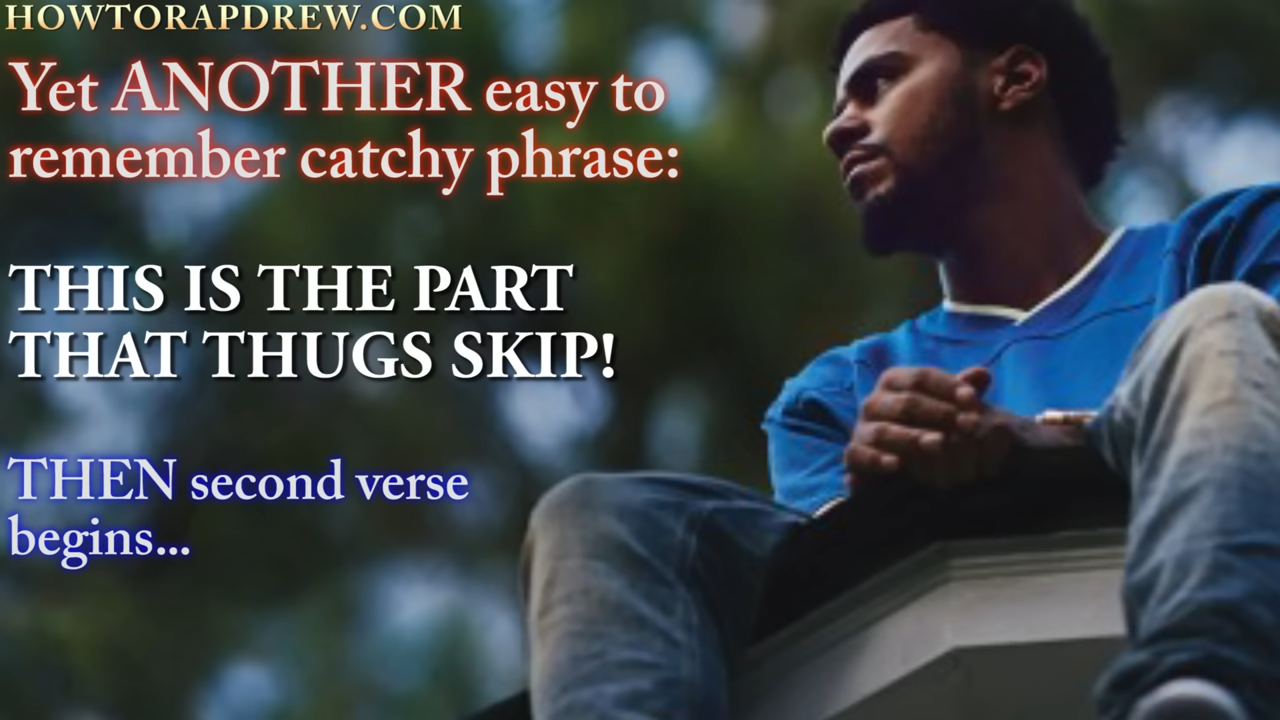 HOWTORAPDREW.COM
Yet ANOTHER easy to
remember catchy phrase:
THIS IS THE PART
THAT THUGS SKIP!
THEN second verse
begins...